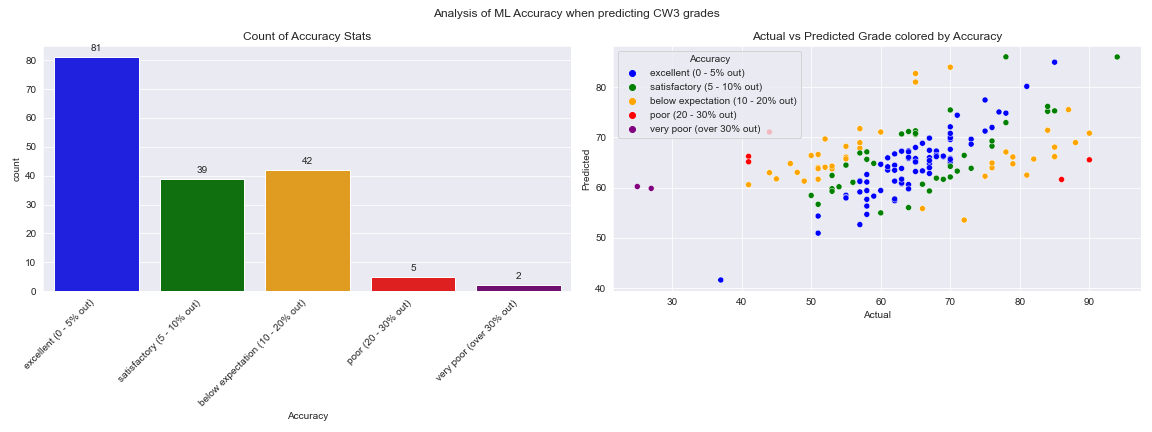 Analysis of ML Accuracy when predicting CW3 grades
Count of Accuracy Stats
count
80
70
60
50
40
30
20
10
0
81
39
42
5
2
excellent (0 - 5% out)
satisfactory (5 - 10% out)
below expectation (10 - 20% out)
poor (20 - 30% out)
very poor (over 30% out)
Accuracy
Actual vs Predicted Grade colored by Accuracy
Accuracy
excellent (0 - 5% out)
satisfactory (5 - 10% out)
below expectation (10 - 20% out)
poor (20 - 30% out)
very poor (over 30% out)
Predicted
80
70
60
50
40
30
40
50
60
70
80
90
Actual